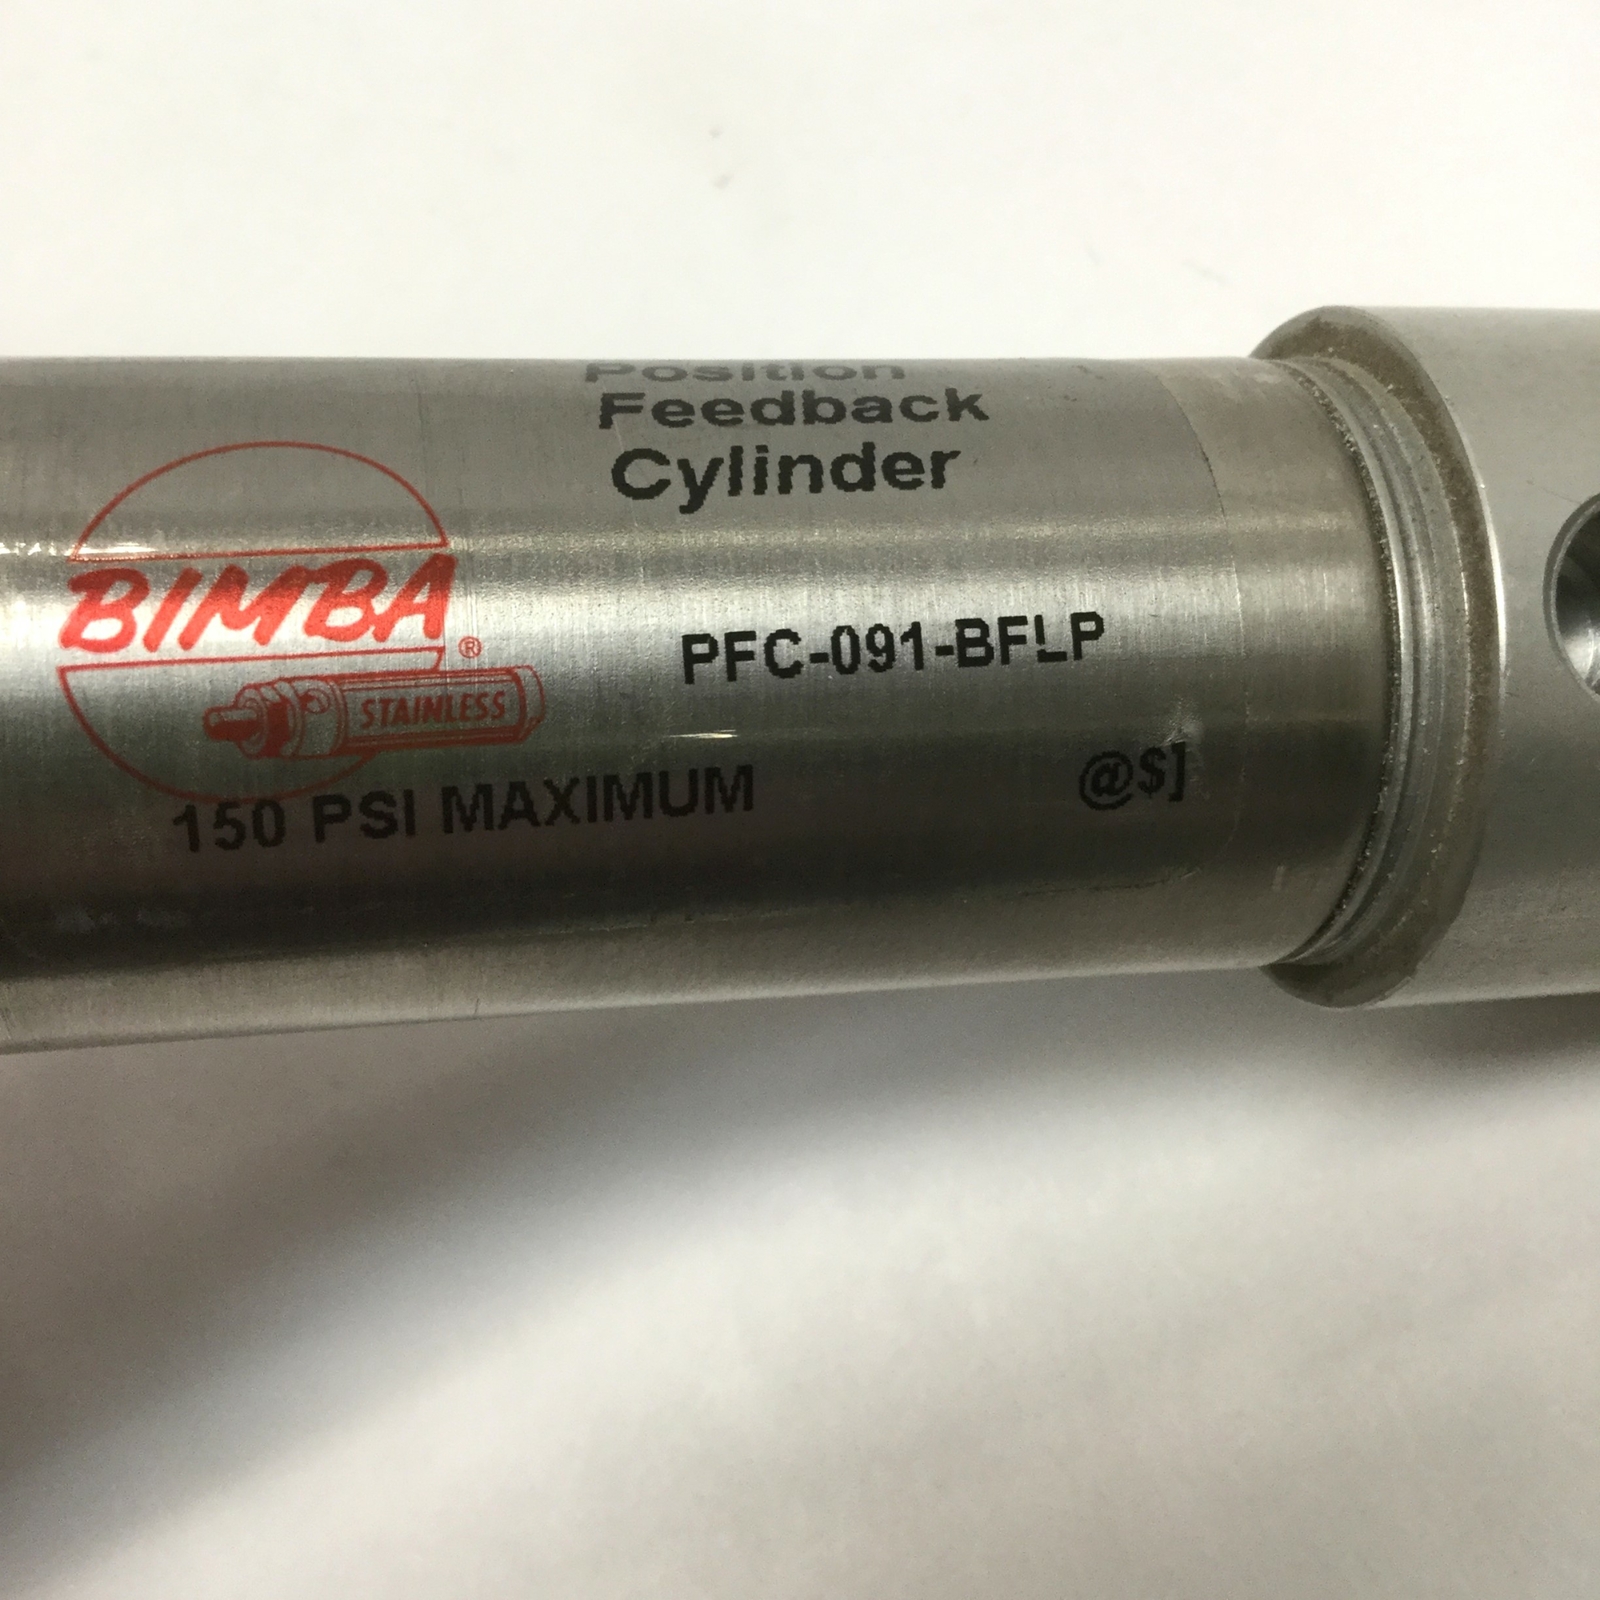 Position
Feedback
Cylinder
BIMBA®
STAINLESS
PFC-091-BFLP
150 PSI MAXIMUM
@$]